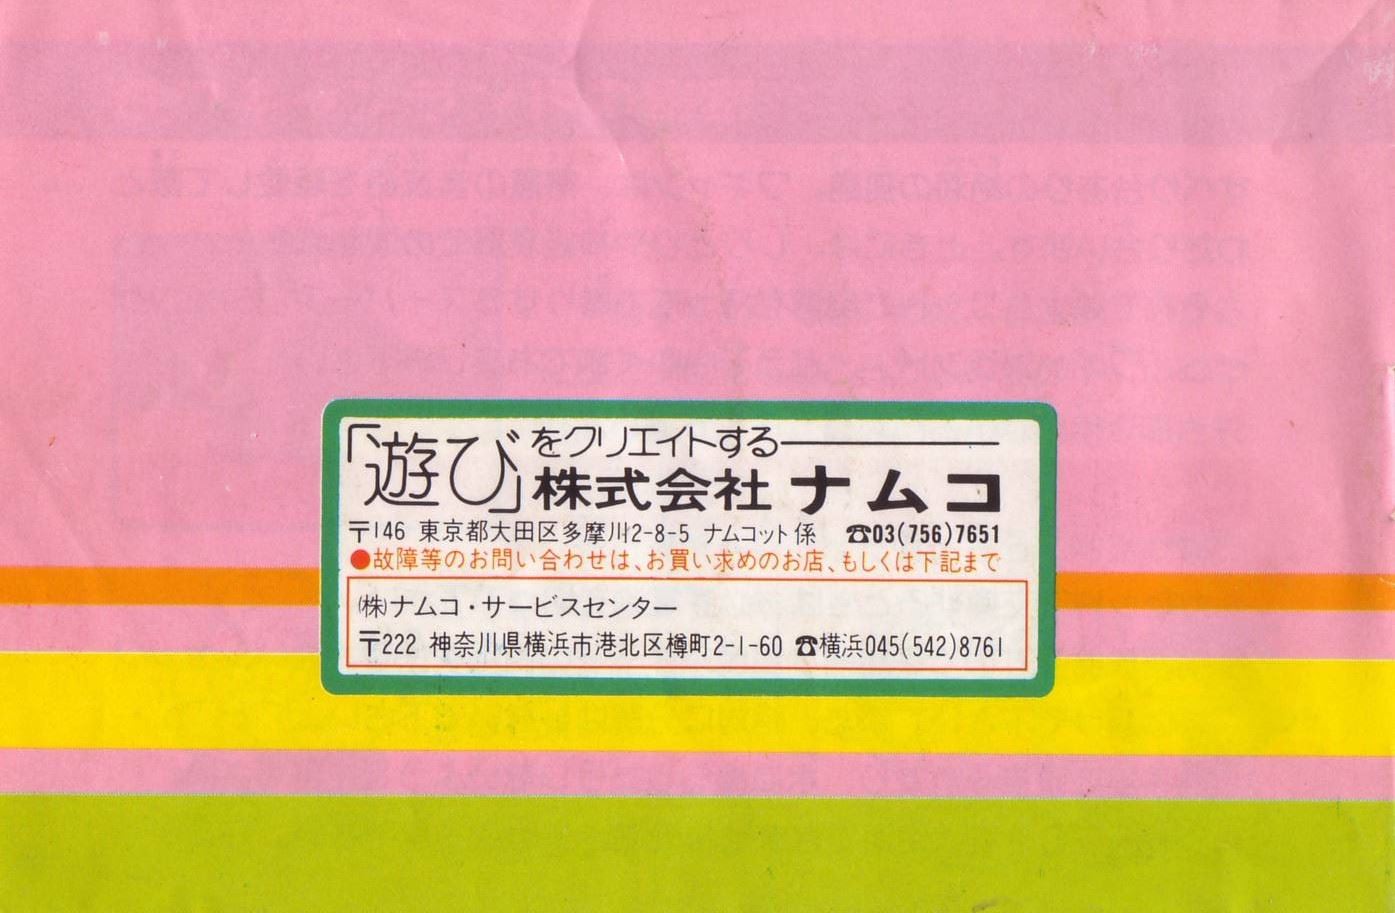 「遊び」をクリエイトする——
株式会社 ナムコ
〒146 東京都大田区多摩川2-8-5 ナムコット係 ☎03(756)7651
●故障等のお問い合わせは、お買い求めのお店、もしくは下記まで
㈱ナムコ・サービスセンター
〒222 神奈川県横浜市港北区樽町2-1-60 ☎横浜045(542)8761